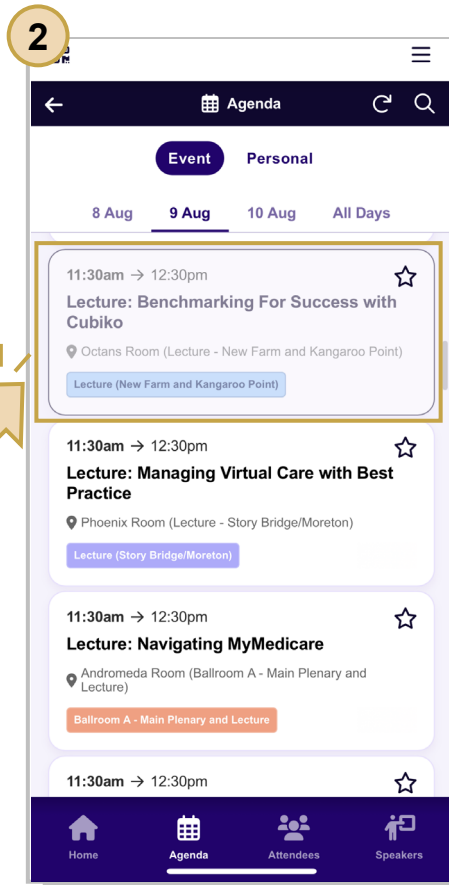 2
Agenda
Event Personal
8 Aug 9 Aug 10 Aug All Days
11:30am → 12:30pm
Lecture: Benchmarking For Success with
Cubiko
Octans Room (Lecture - New Farm and Kangaroo Point)
Lecture (New Farm and Kangaroo Point)
11:30am → 12:30pm
Lecture: Managing Virtual Care with Best
Practice
Phoenix Room (Lecture - Story Bridge/Moreton)
Lecture (Story Bridge/Moreton)
11:30am → 12:30pm
Lecture: Navigating MyMedicare
Andromeda Room (Ballroom A - Main Plenary and
Lecture)
Ballroom A - Main Plenary and Lecture
11:30am → 12:30pm
Home Agenda Attendees Speakers